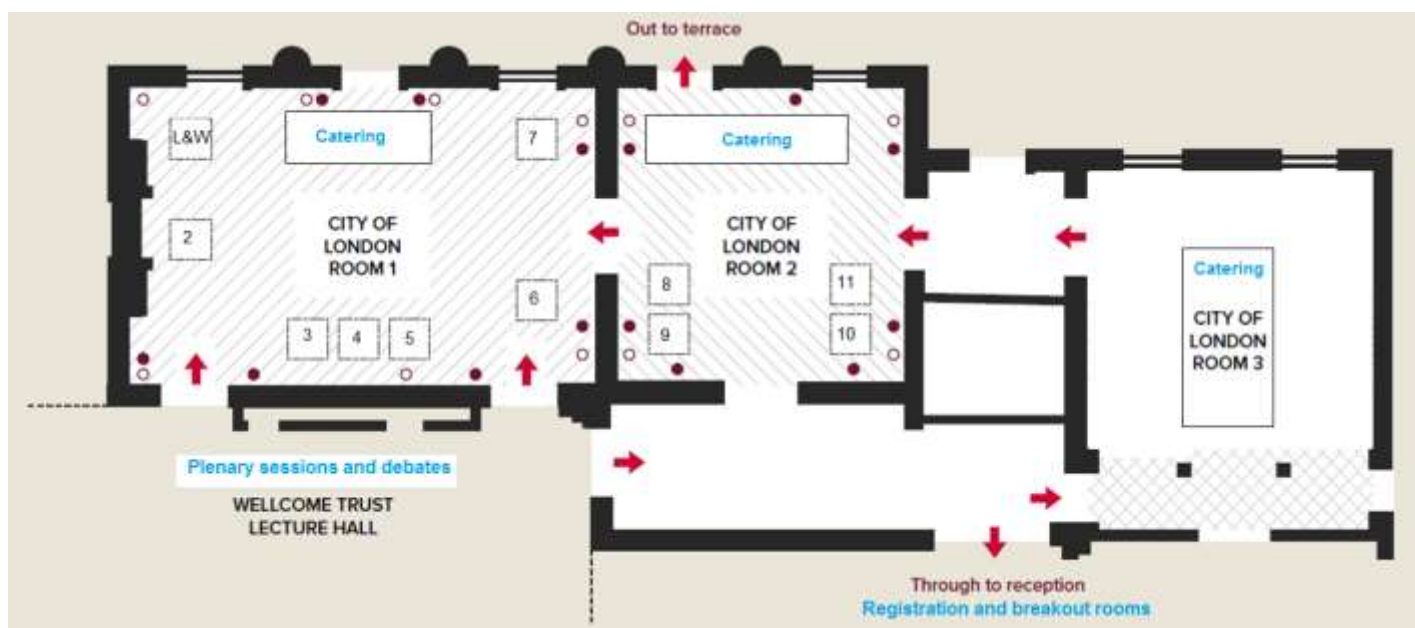 Out to terrace
L&W
Catering
7
Catering
2
CITY OF
LONDON
ROOM 1
CITY OF
LONDON
ROOM 2
Catering
CITY OF
LONDON
ROOM 3
6
8
11
3
4
5
9
10
Plenary sessions and debates
WELLCOME TRUST
LECTURE HALL
Through to reception
Registration and breakout rooms